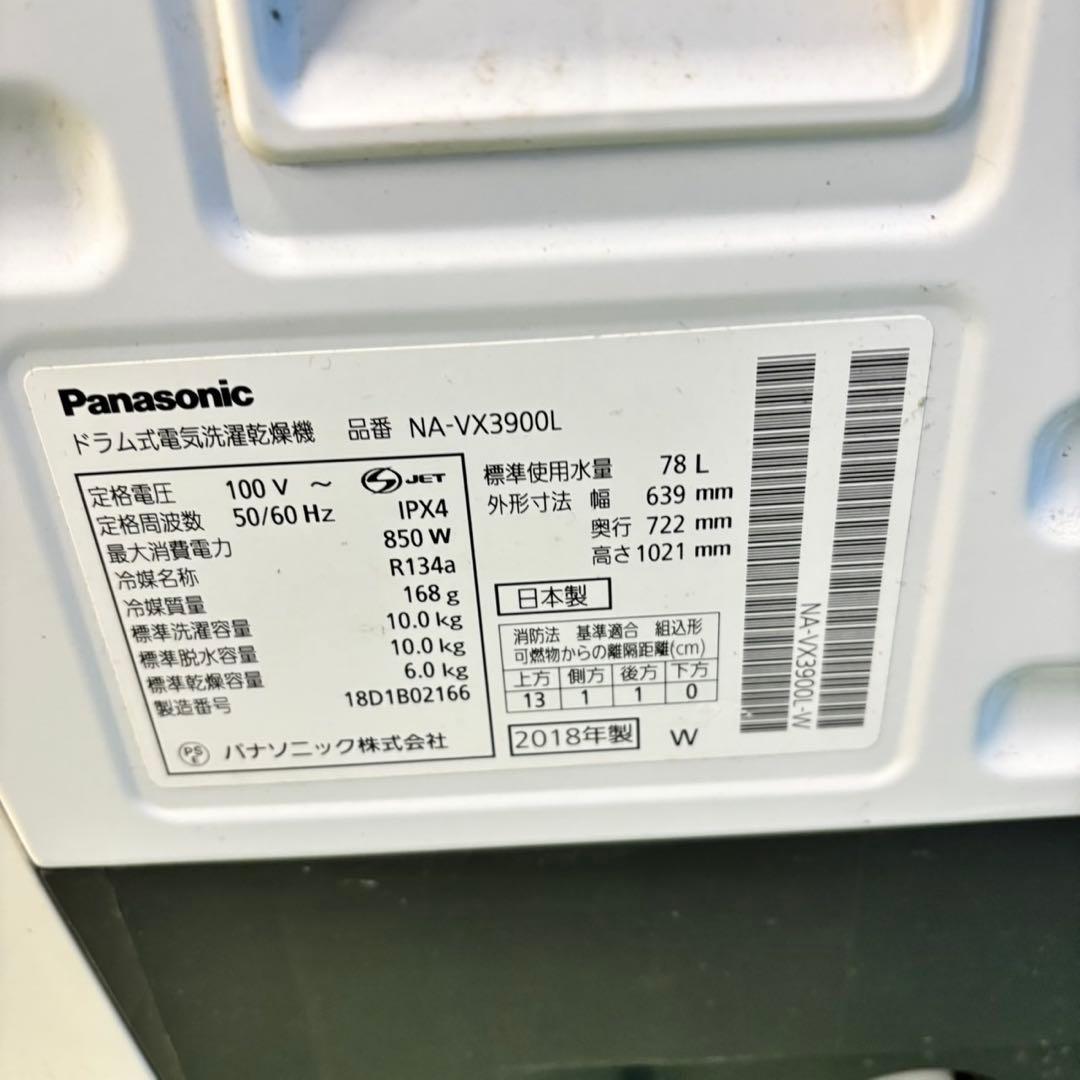 Panasonic
ドラム式電気洗濯乾燥機 品番 NA-VX3900L
定格電圧 100 V ～ S JET
定格周波数 50/60 Hz IPX4
最大消費電力 850 W
冷媒名称 R134a
冷媒質量 168 g
標準洗濯容量 10.0 kg
標準脱水容量 10.0 kg
標準乾燥容量 6.0 kg
製造番号 18D1B02166
PS E パナソニック株式会社
標準使用水量 78 L
外形寸法 幅 639 mm
奥行 722 mm
高さ 1021 mm
日本製
消防法 基準適合 組込形
可燃物からの離隔距離(cm)
上方 側方 後方 下方
13 1 1 0
2018年製 W
NA-VX3900L-W